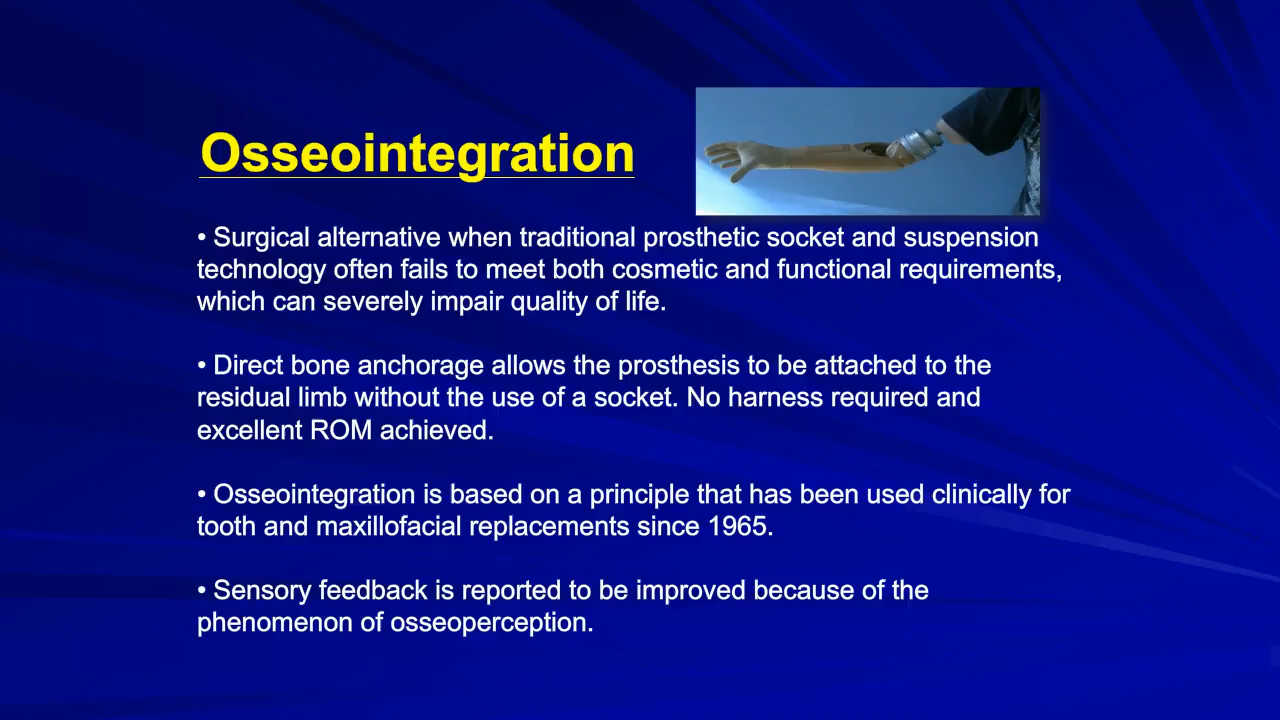 Osseointegration
• Surgical alternative when traditional prosthetic socket and suspension
technology often fails to meet both cosmetic and functional requirements,
which can severely impair quality of life.
• Direct bone anchorage allows the prosthesis to be attached to the
residual limb without the use of a socket. No harness required and
excellent ROM achieved.
• Osseointegration is based on a principle that has been used clinically for
tooth and maxillofacial replacements since 1965.
• Sensory feedback is reported to be improved because of the
phenomenon of osseoperception.